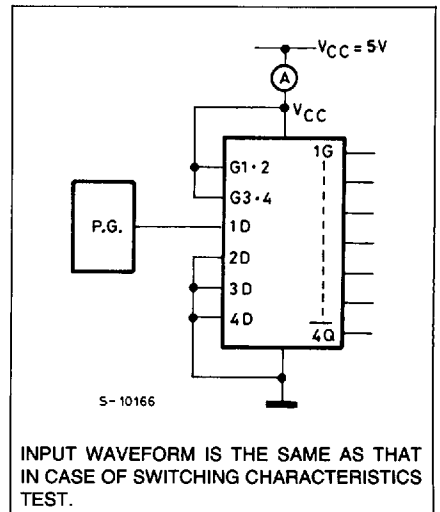 VCC = 5V
A
VCC
1G
G1·2
G3·4
P.G.
1D
2D
3D
4D
4Q
S-10166
INPUT WAVEFORM IS THE SAME AS THAT
IN CASE OF SWITCHING CHARACTERISTICS
TEST.